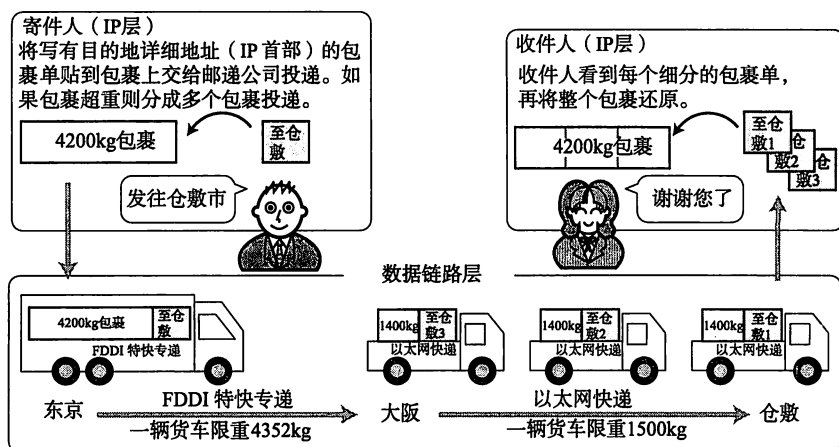 寄件人（IP层）
将写有目的地详细地址（IP 首部）的包
裹单贴到包裹上交给邮递公司投递。如
果包裹超重则分成多个包裹投递。
4200kg包裹
至仓
敷
发往仓敷市
收件人（IP层）
收件人看到每个细分的包裹单，
再将整个包裹还原。
4200kg包裹
至仓
敷1
仓
敷2
仓
敷3
谢谢您了
数据链路层
4200kg包裹
至仓
敷
FDDI 特快专递
1400kg
至仓
敷3
以太网快递
1400kg
至仓
敷2
以太网快递
1400kg
至仓
敷1
以太网快递
东京
FDDI 特快专递
一辆货车限重4352kg
大阪
以太网快递
一辆货车限重1500kg
仓敷